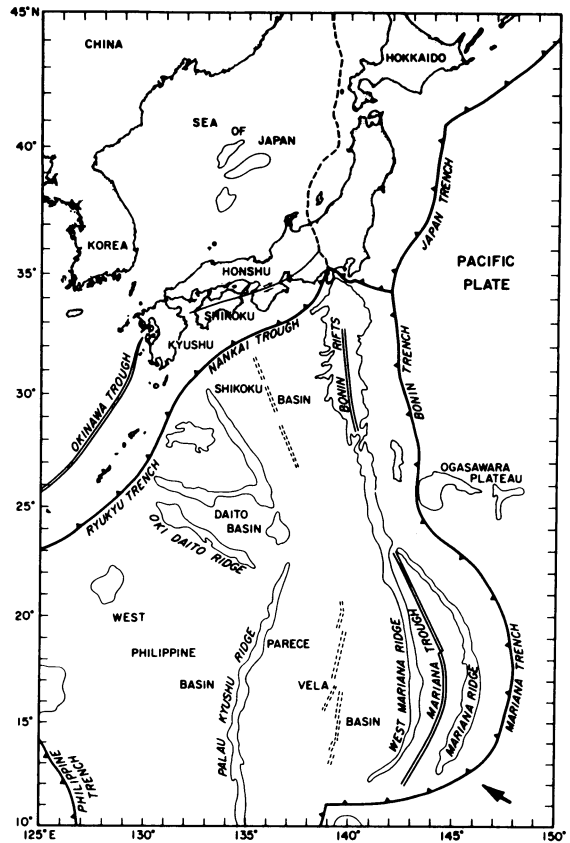 45°N
CHINA
HOKKAIDO
SEA
OF
JAPAN
40°
JAPAN TRENCH
KOREA
PACIFIC
PLATE
HONSHU
35°
SHIKOKU
KYUSHU
NANKAI TROUGH
BONIN RIFTS
BONIN TRENCH
OKINAWA TROUGH
30°
SHIKOKU
BASIN
OGASAWARA
PLATEAU
RYUKYU TRENCH
25°
DAITO
BASIN
OKI DAITO RIDGE
20°
WEST
PHILIPPINE
BASIN
PALAU KYUSHU RIDGE
PARECE
VELA
BASIN
WEST MARIANA RIDGE
MARIANA TROUGH
MARIANA RIDGE
MARIANA TRENCH
15°
PHILIPPINE
TRENCH
10°
125°E
130°
135°
140°
145°
150°